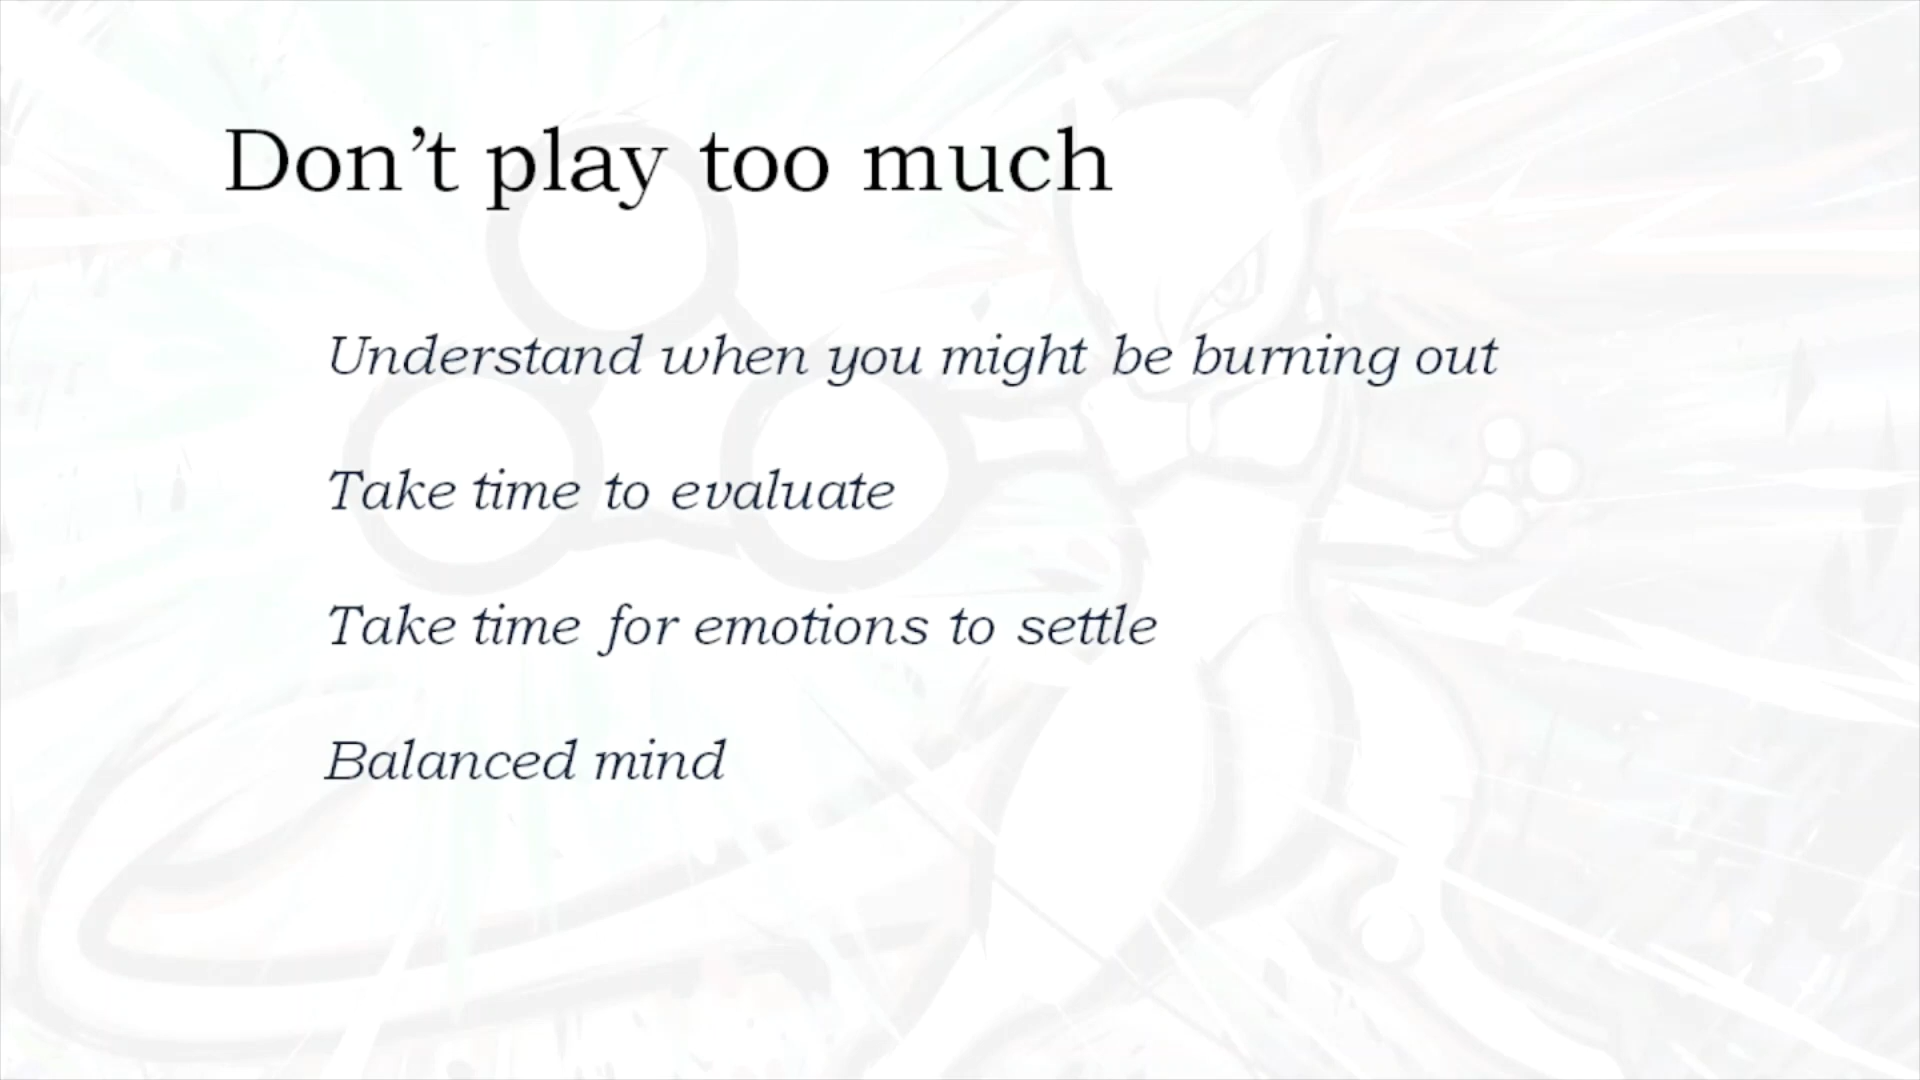 Don’t play too much
Understand when you might be burning out
Take time to evaluate
Take time for emotions to settle
Balanced mind